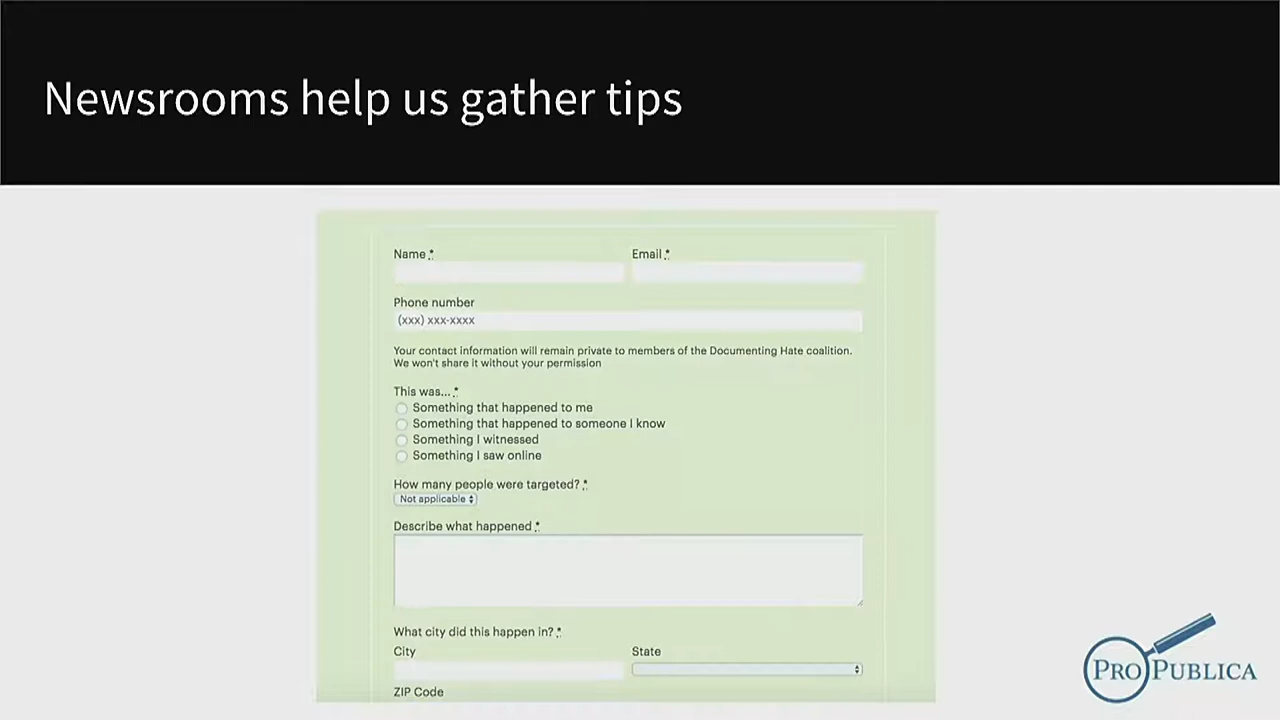 Newsrooms help us gather tips
Name *
Email *
Phone number
(xxx) xxx-xxxx
Your contact information will remain private to members of the Documenting Hate coalition.
We won't share it without your permission
This was... *
Something that happened to me
Something that happened to someone I know
Something I witnessed
Something I saw online
How many people were targeted? *
Not applicable
Describe what happened *
What city did this happen in? *
City
State
ZIP Code
PROPUBLICA